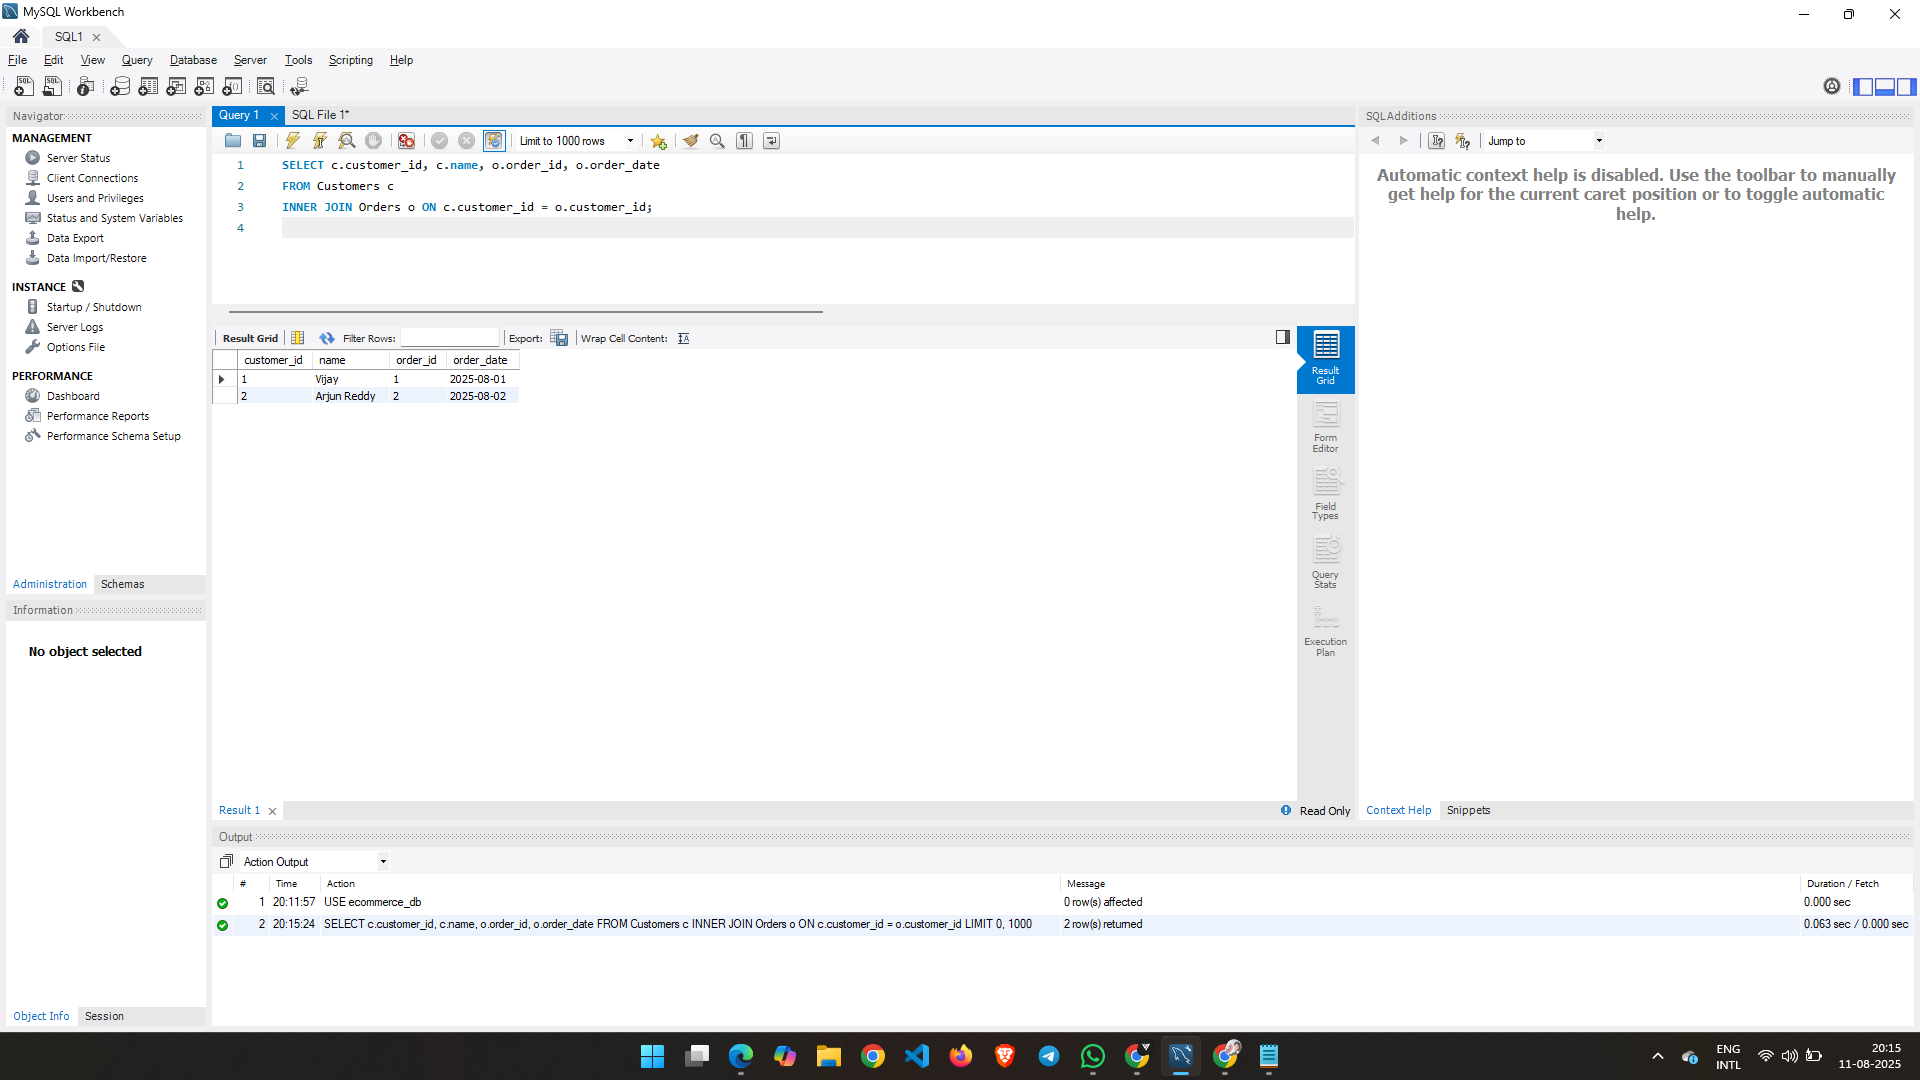 MySQL Workbench
SQL1
File Edit View Query Database Server Tools Scripting Help
Navigator
MANAGEMENT
Server Status
Client Connections
Users and Privileges
Status and System Variables
Data Export
Data Import/Restore
INSTANCE
Startup / Shutdown
Server Logs
Options File
PERFORMANCE
Dashboard
Performance Reports
Performance Schema Setup
Administration Schemas
Information
No object selected
Object Info Session
Query 1 SQL File 1*
Limit to 1000 rows
1 SELECT c.customer_id, c.name, o.order_id, o.order_date
2 FROM Customers c
3 INNER JOIN Orders o ON c.customer_id = o.customer_id;
4
Result Grid Filter Rows: Export: Wrap Cell Content:
customer_id name order_id order_date
1 Vijay 1 2025-08-01
2 Arjun Reddy 2 2025-08-02
Result
Grid
Form
Editor
Field
Types
Query
Stats
Execution
Plan
Result 1 Read Only
SQLAdditions
Jump to
Automatic context help is disabled. Use the toolbar to manually
get help for the current caret position or to toggle automatic
help.
Context Help Snippets
Output
Action Output
# Time Action Message Duration / Fetch
1 20:11:57 USE ecommerce_db 0 row(s) affected 0.000 sec
2 20:15:24 SELECT c.customer_id, c.name, o.order_id, o.order_date FROM Customers c INNER JOIN Orders o ON c.customer_id = o.customer_id LIMIT 0, 1000 2 row(s) returned 0.063 sec / 0.000 sec
ENG
INTL
20:15
11-08-2025